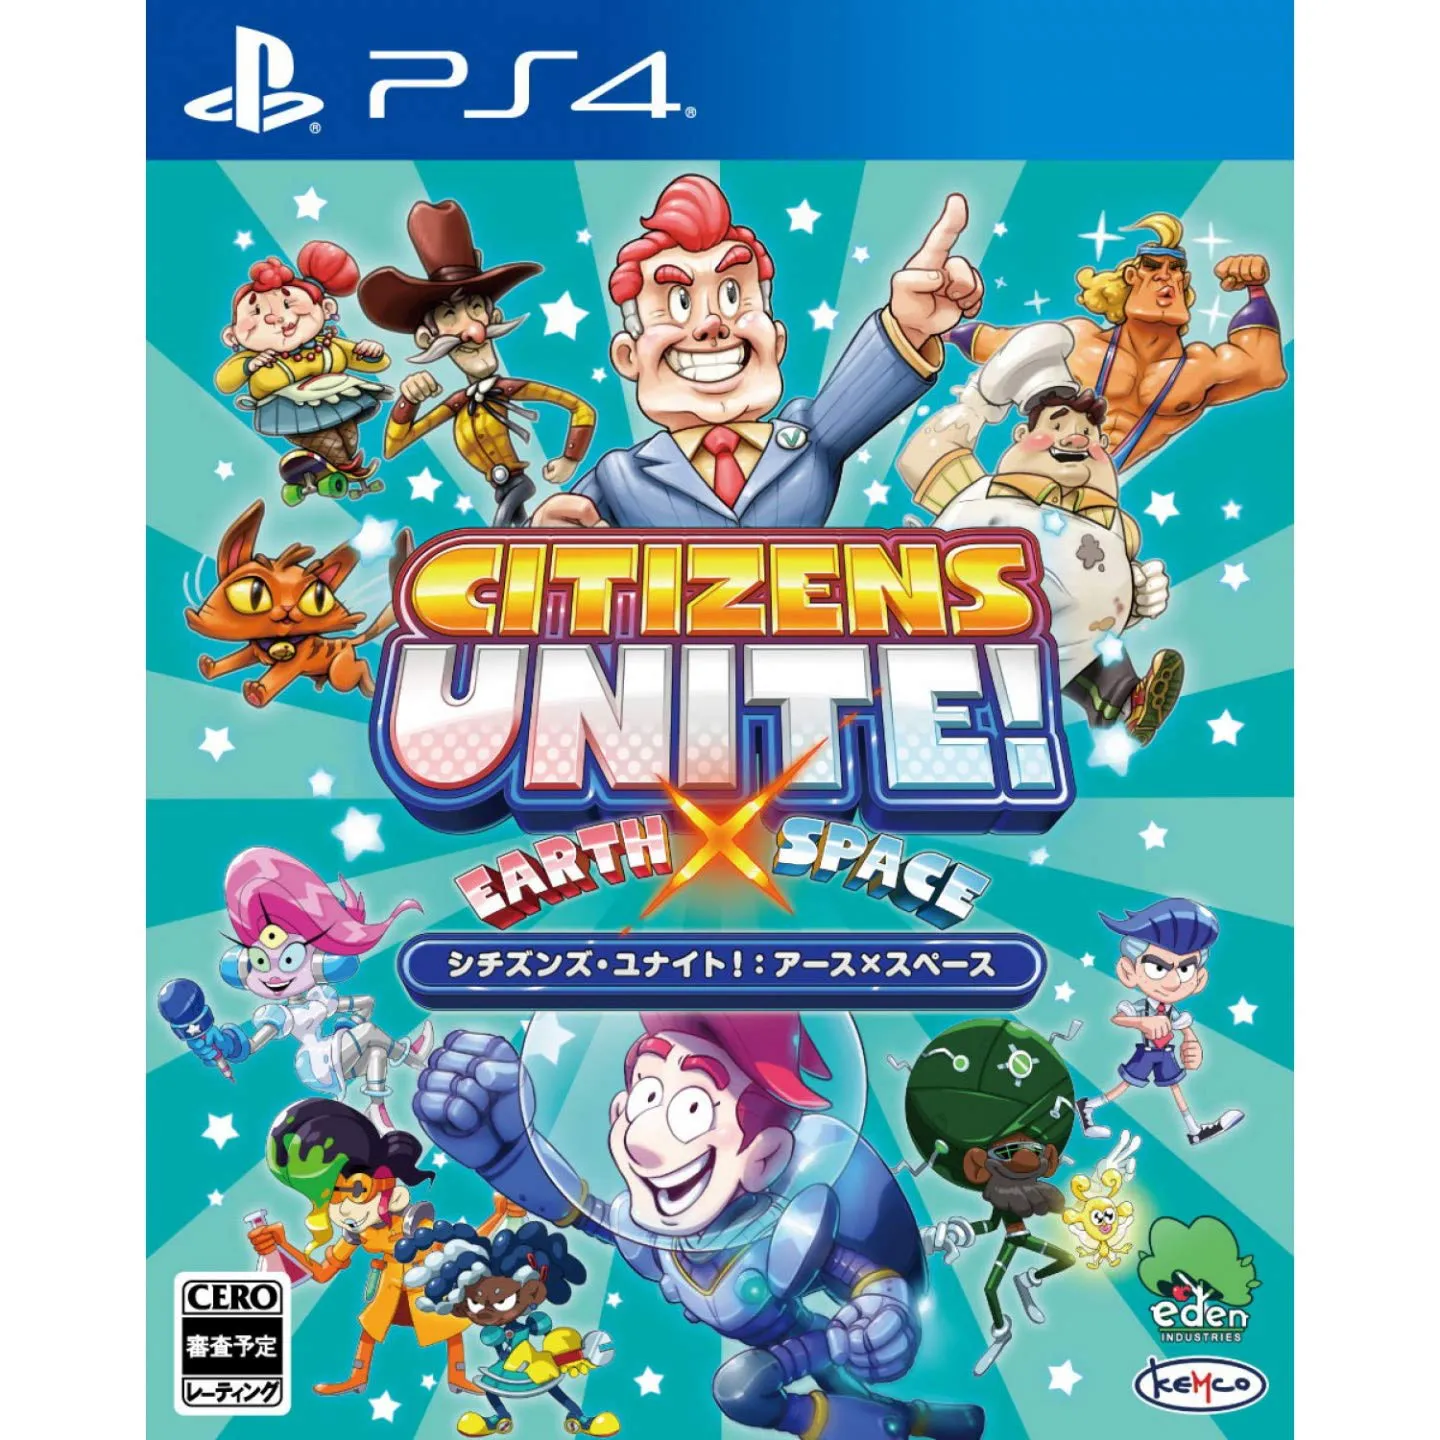 PS4
CITIZENS
UNITE!
EARTH X SPACE
シチズンズ・ユナイト!:アース×スペース
CERO
審査予定
レーティング
eden
INDUSTRIES
KEMCO